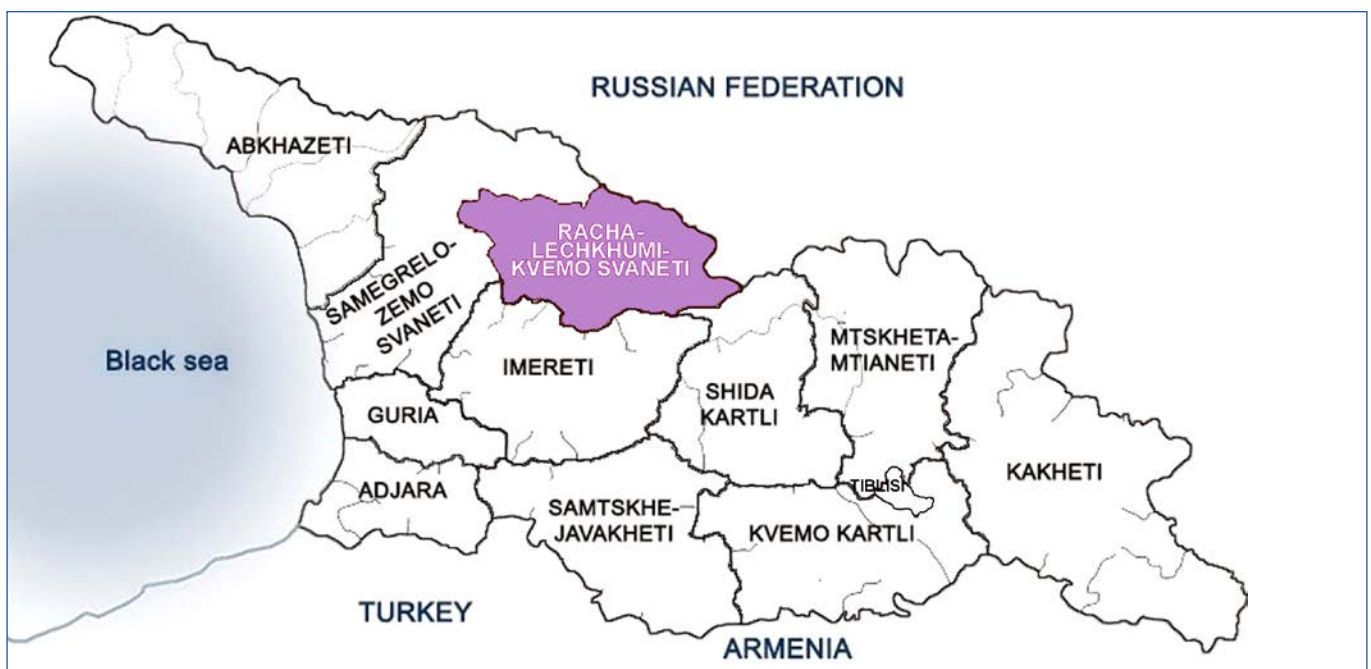 RUSSIAN FEDERATION
ABKHAZETI
RACHA-
LECHKHUMI-
KVEMO SVANETI
SAMEGRELO-
ZEMO
SVANETI
Black sea
IMERETI
MTSKHETA-
MTIANETI
SHIDA
KARTLI
GURIA
KAKHETI
ADJARA
TIBILISI
SAMTSKHE-
JAVAKHETI
KVEMO KARTLI
TURKEY
ARMENIA